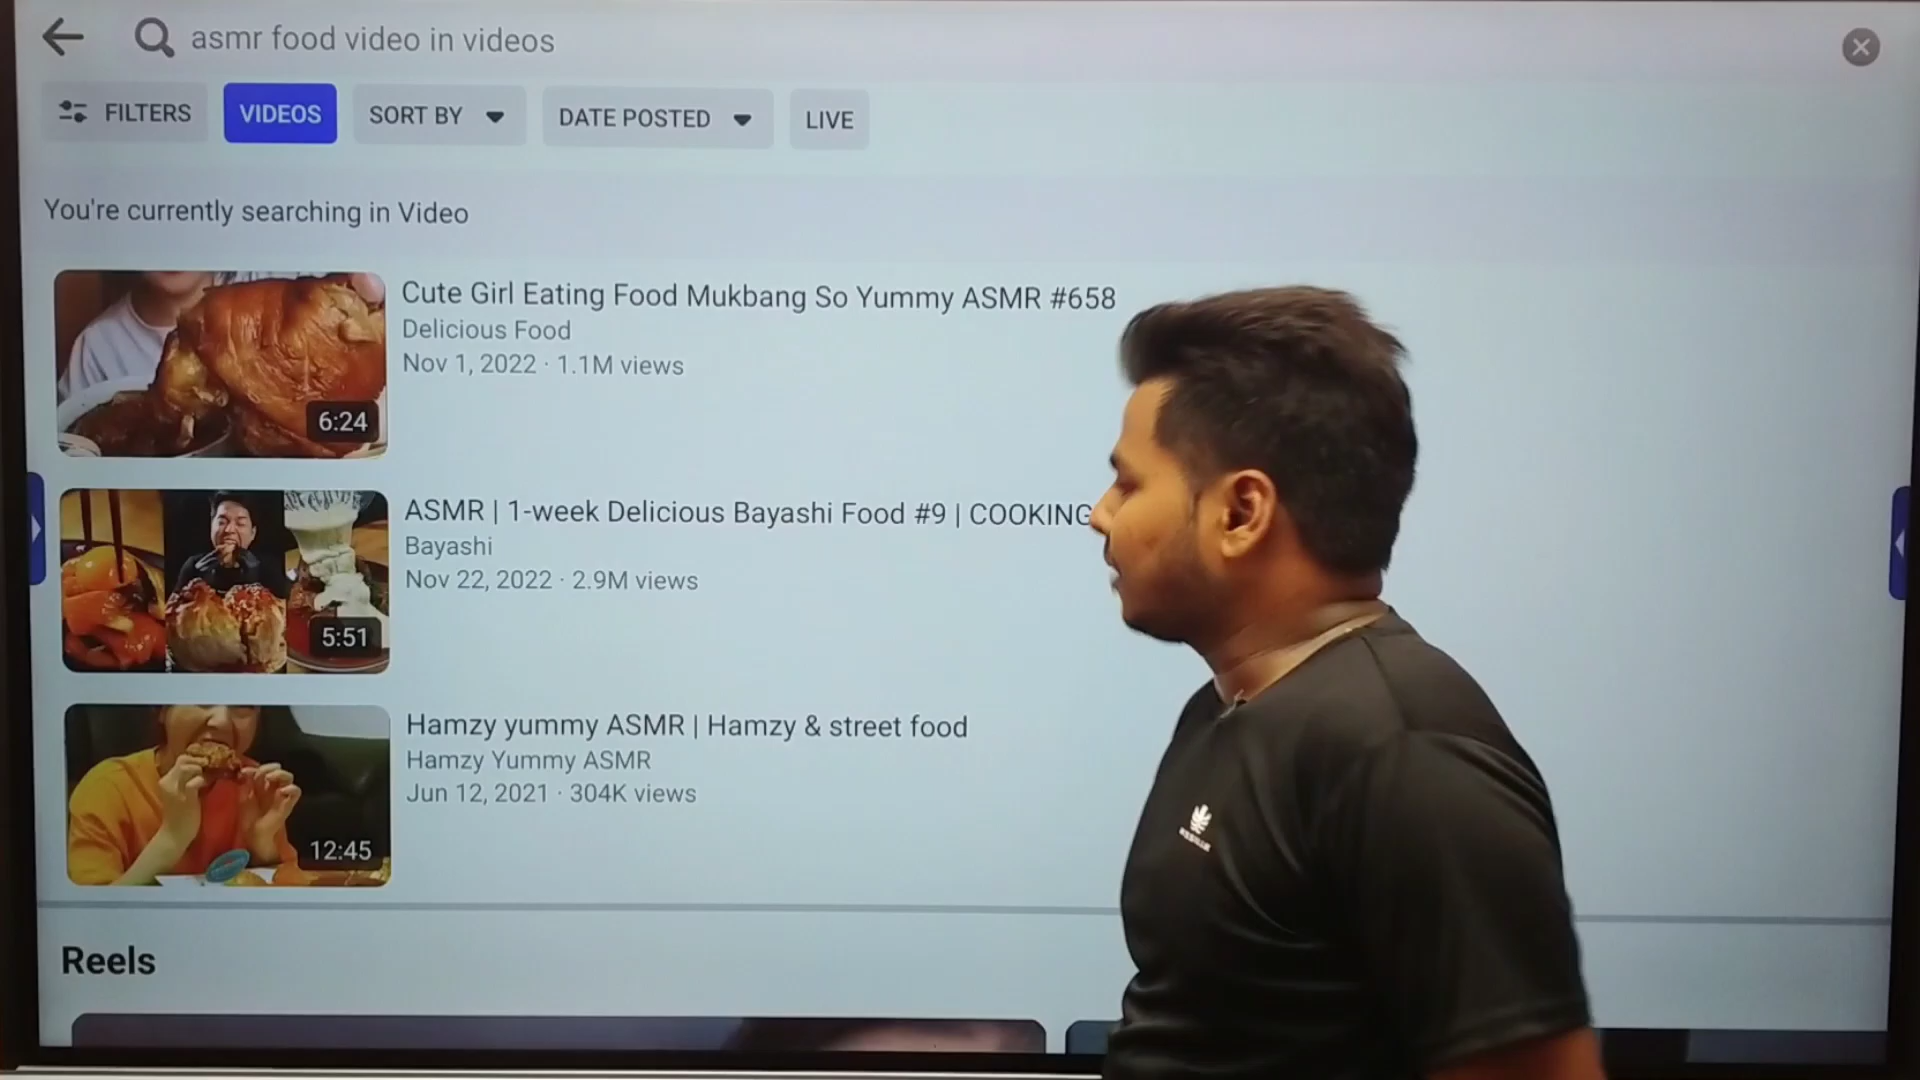 asmr food video in videos
FILTERS
VIDEOS
SORT BY
DATE POSTED
LIVE
You're currently searching in Video
Cute Girl Eating Food Mukbang So Yummy ASMR #658
Delicious Food
Nov 1, 2022 · 1.1M views
6:24
ASMR | 1-week Delicious Bayashi Food #9 | COOKING
Bayashi
Nov 22, 2022 · 2.9M views
5:51
Hamzy yummy ASMR | Hamzy & street food
Hamzy Yummy ASMR
Jun 12, 2021 · 304K views
12:45
Reels